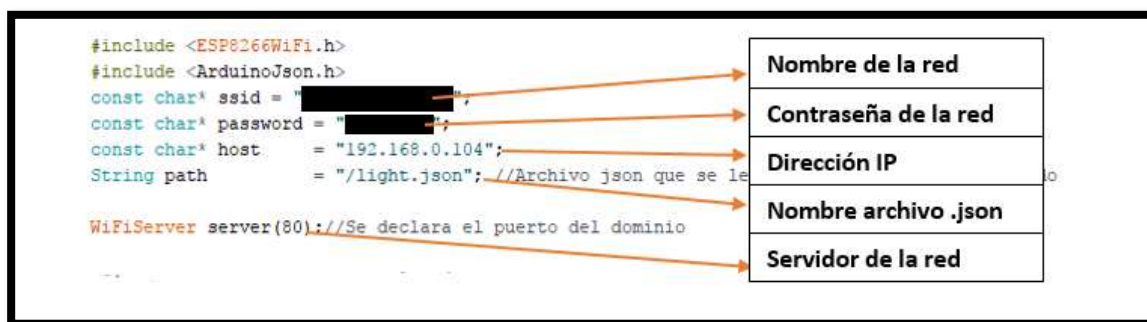 #include <ESP8266WiFi.h>
#include <ArduinoJson.h>
const char* ssid = "";
const char* password = "";
const char* host = "192.168.0.104";
String path = "/light.json"; //Archivo json que se
WiFiServer server(80);//Se declara el puerto del dominio
Nombre de la red
Contraseña de la red
Dirección IP
Nombre archivo .json
Servidor de la red